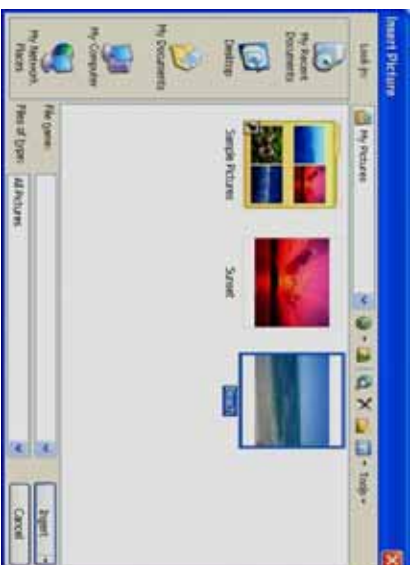 Insert Picture
Look in:
My Pictures
Tools
My Recent
Documents
Desktop
My Documents
My Computer
My Network
Places
Sample Pictures
Sunset
Beach
File name:
Files of type:
All Pictures
Insert
Cancel